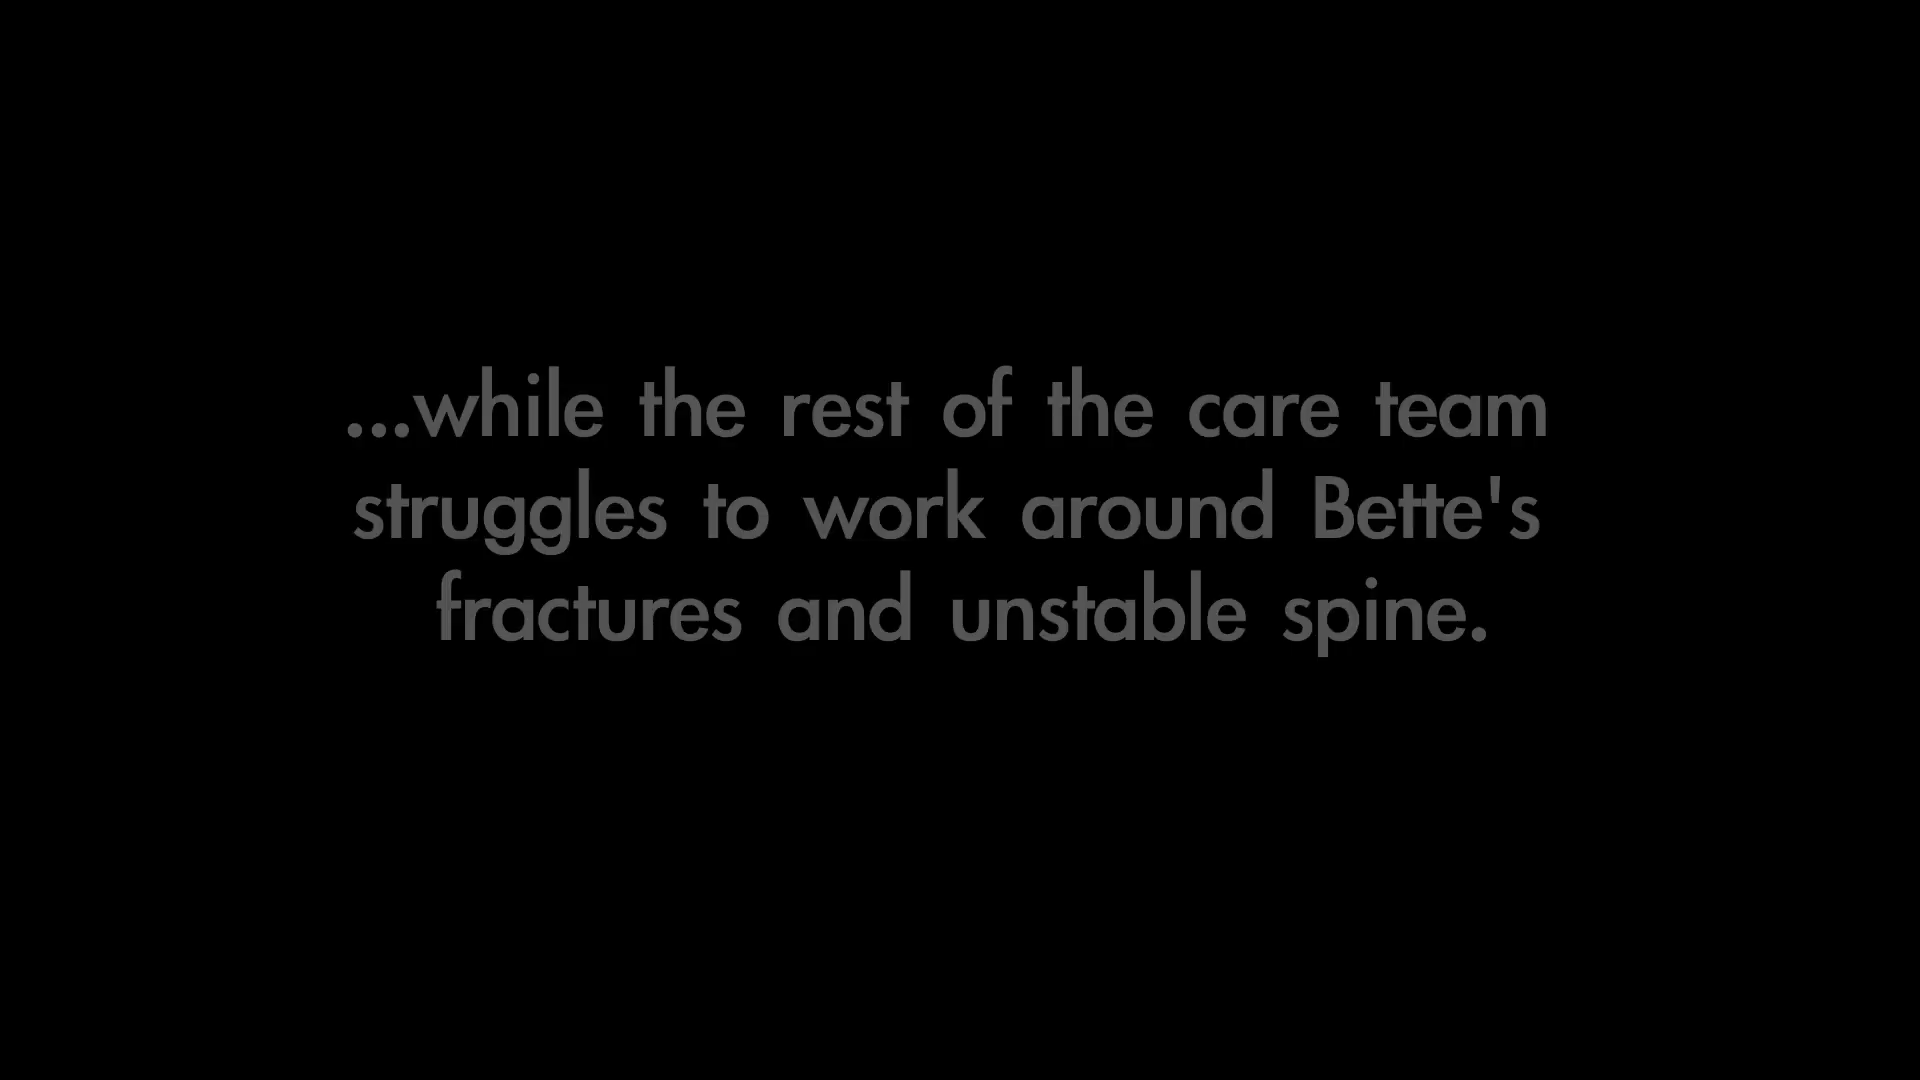 ...while the rest of the care team
struggles to work around Bette's
fractures and unstable spine.